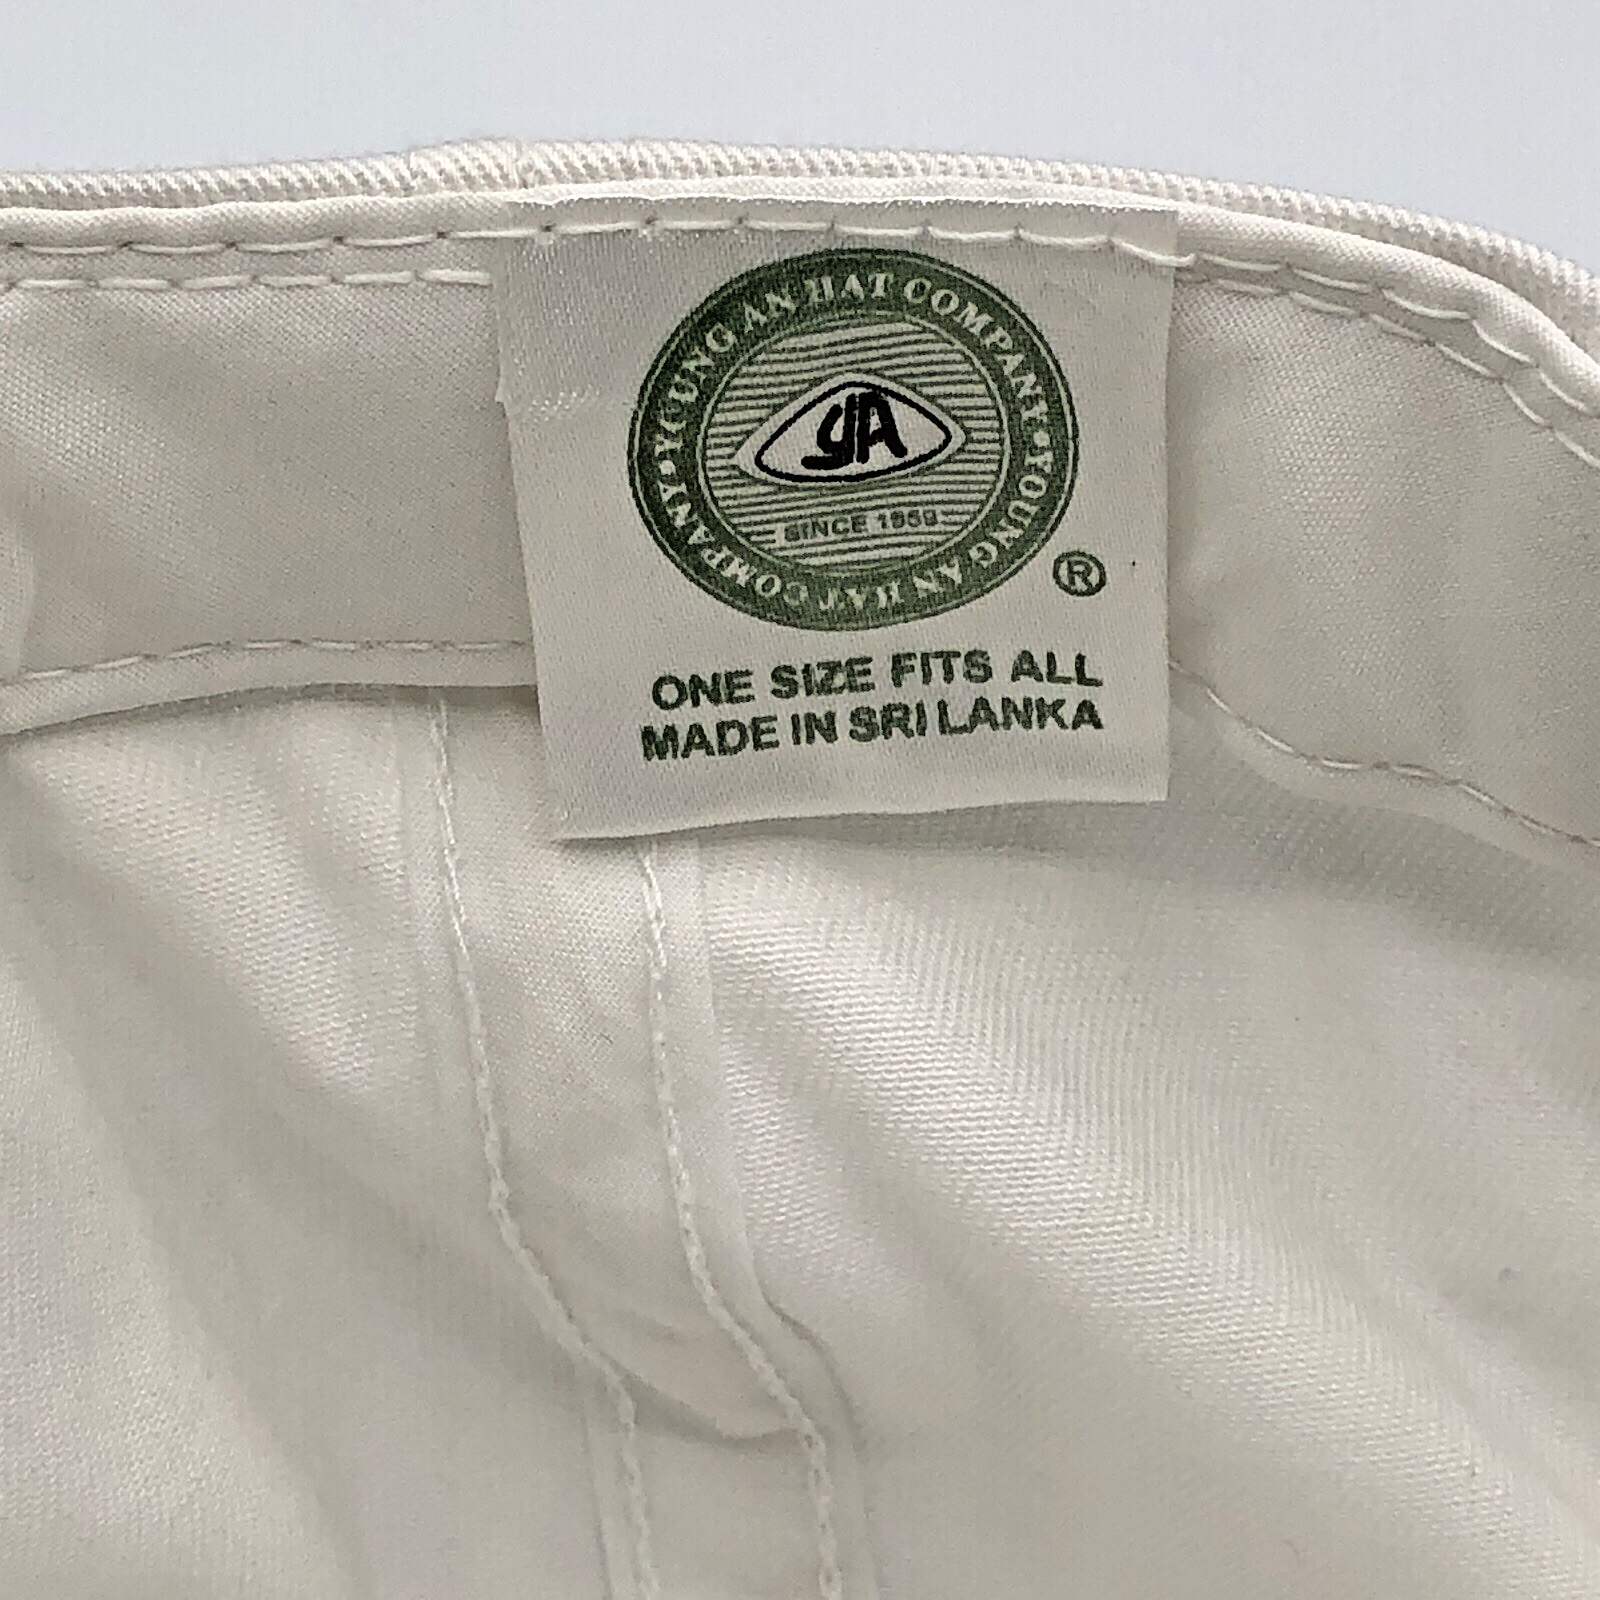 YOUNG AN HAT COMPANY • YOUNG AN HAT COMPANY •
YA
SINCE 1959
®
ONE SIZE FITS ALL
MADE IN SRI LANKA